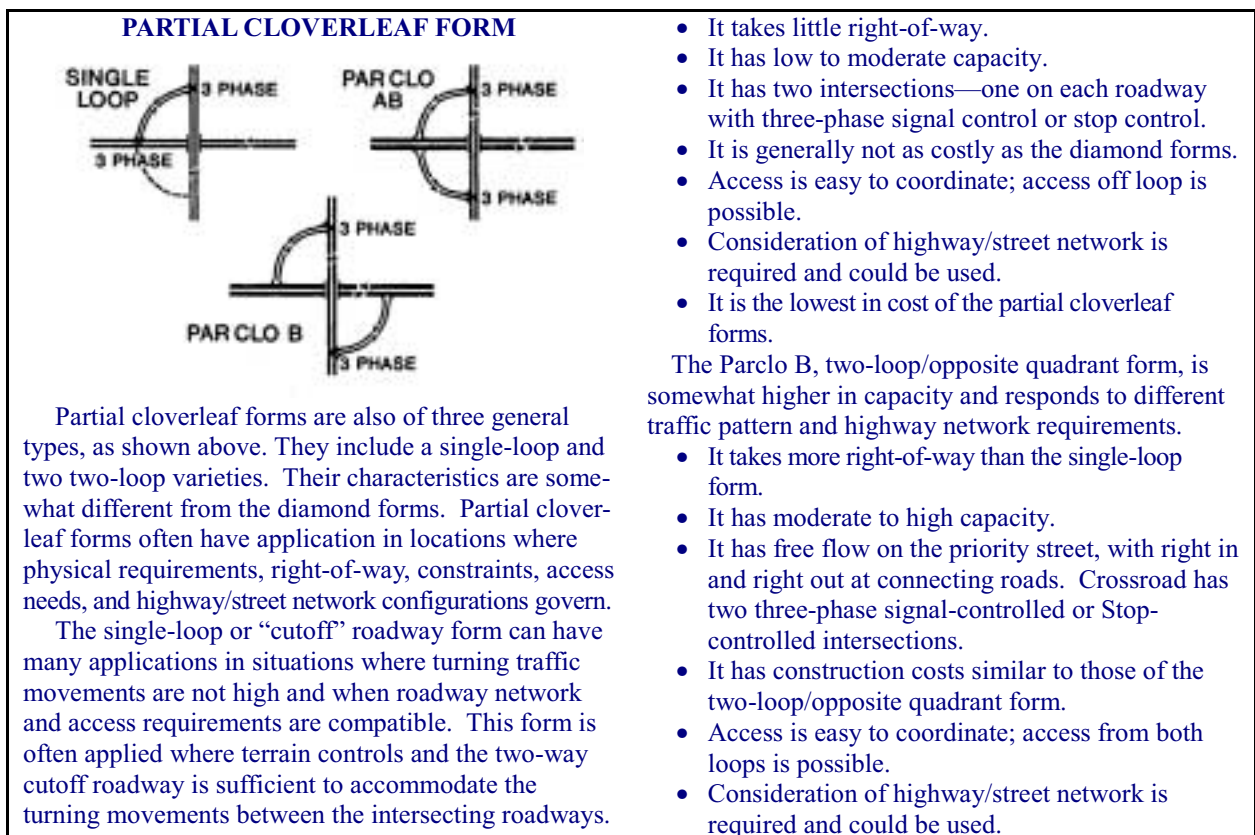 PARTIAL CLOVERLEAF FORM
SINGLE
LOOP
3 PHASE
3 PHASE
PAR CLO
AB
3 PHASE
3 PHASE
3 PHASE
PAR CLO B
3 PHASE
Partial cloverleaf forms are also of three general
types, as shown above. They include a single-loop and
two two-loop varieties. Their characteristics are some-
what different from the diamond forms. Partial clover-
leaf forms often have application in locations where
physical requirements, right-of-way, constraints, access
needs, and highway/street network configurations govern.
The single-loop or “cutoff” roadway form can have
many applications in situations where turning traffic
movements are not high and when roadway network
and access requirements are compatible. This form is
often applied where terrain controls and the two-way
cutoff roadway is sufficient to accommodate the
turning movements between the intersecting roadways.
• It takes little right-of-way.
• It has low to moderate capacity.
• It has two intersections—one on each roadway
with three-phase signal control or stop control.
• It is generally not as costly as the diamond forms.
• Access is easy to coordinate; access off loop is
possible.
• Consideration of highway/street network is
required and could be used.
• It is the lowest in cost of the partial cloverleaf
forms.
The Parclo B, two-loop/opposite quadrant form, is
somewhat higher in capacity and responds to different
traffic pattern and highway network requirements.
• It takes more right-of-way than the single-loop
form.
• It has moderate to high capacity.
• It has free flow on the priority street, with right in
and right out at connecting roads. Crossroad has
two three-phase signal-controlled or Stop-
controlled intersections.
• It has construction costs similar to those of the
two-loop/opposite quadrant form.
• Access is easy to coordinate; access from both
loops is possible.
• Consideration of highway/street network is
required and could be used.